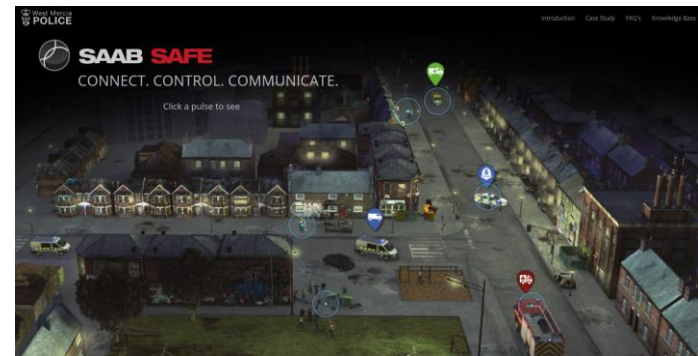 West Mercia
POLICE
Introduction Case Study FAQ's Knowledge Base
SAAB SAFE
CONNECT. CONTROL. COMMUNICATE.
Click a pulse to see